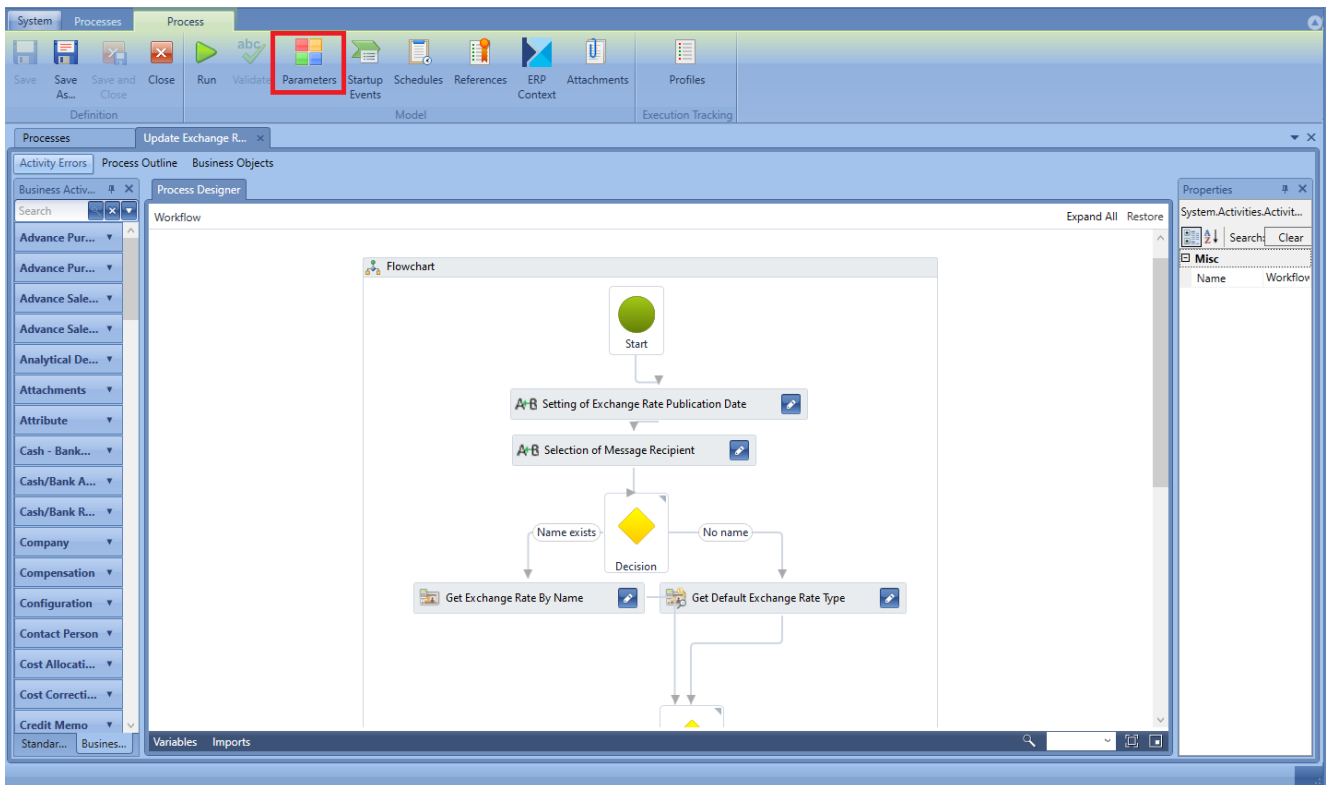 System Processes Process
Save Save As... Save and Close Close Run Validate Parameters Startup Events Schedules References ERP Context Attachments Profiles
Definition Model Execution Tracking
Processes Update Exchange R...
Activity Errors Process Outline Business Objects
Business Activ... Process Designer Properties
Search Workflow Expand All Restore System.Activities.Activit...
Search: Clear
Advance Pur...
Advance Pur...
Advance Sale...
Advance Sale...
Analytical De...
Attachments
Attribute
Cash - Bank...
Cash/Bank A...
Cash/Bank R...
Company
Compensation
Configuration
Contact Person
Cost Allocati...
Cost Correcti...
Credit Memo
Standar... Busines...
Flowchart
Start
A+B Setting of Exchange Rate Publication Date
A+B Selection of Message Recipient
Name exists No name
Decision
Get Exchange Rate By Name Get Default Exchange Rate Type
Variables Imports
Misc
Name Workflow